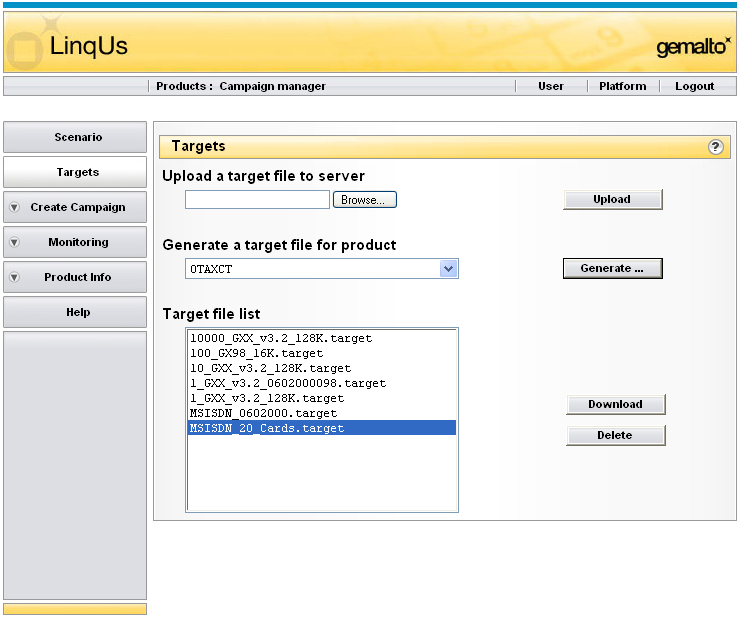 LinqUs
gemalto
Products : Campaign manager
User
Platform
Logout
Scenario
Targets
Create Campaign
Monitoring
Product Info
Help
Targets
?
Upload a target file to server
Browse...
Upload
Generate a target file for product
OTAXCT
Generate ...
Target file list
10000_GXX_v3.2_128K.target
100_GX98_16K.target
10_GXX_v3.2_128K.target
1_GXX_v3.2_0602000098.target
1_GXX_v3.2_128K.target
MSISDN_0602000.target
MSISDN_20_Cards.target
Download
Delete